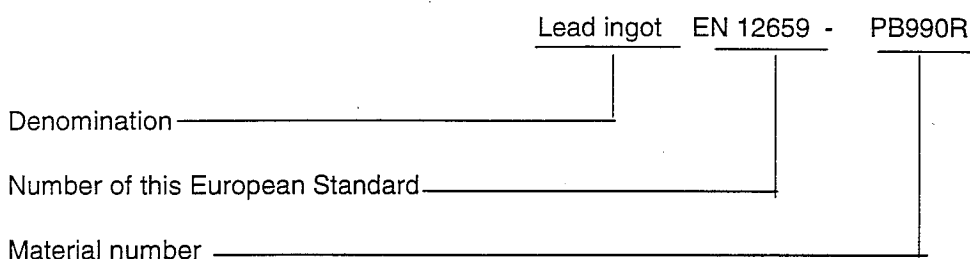 Lead ingot EN 12659 - PB990R
Denomination
Number of this European Standard
Material number